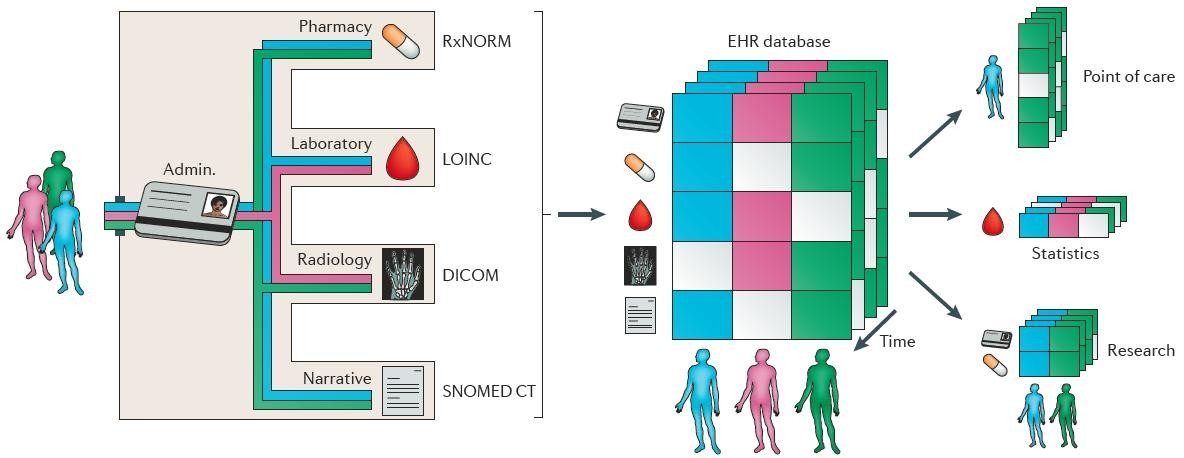 Pharmacy
RxNORM
Laboratory
LOINC
Admin.
Radiology
DICOM
Narrative
SNOMED CT
EHR database
Time
Point of care
Statistics
Research